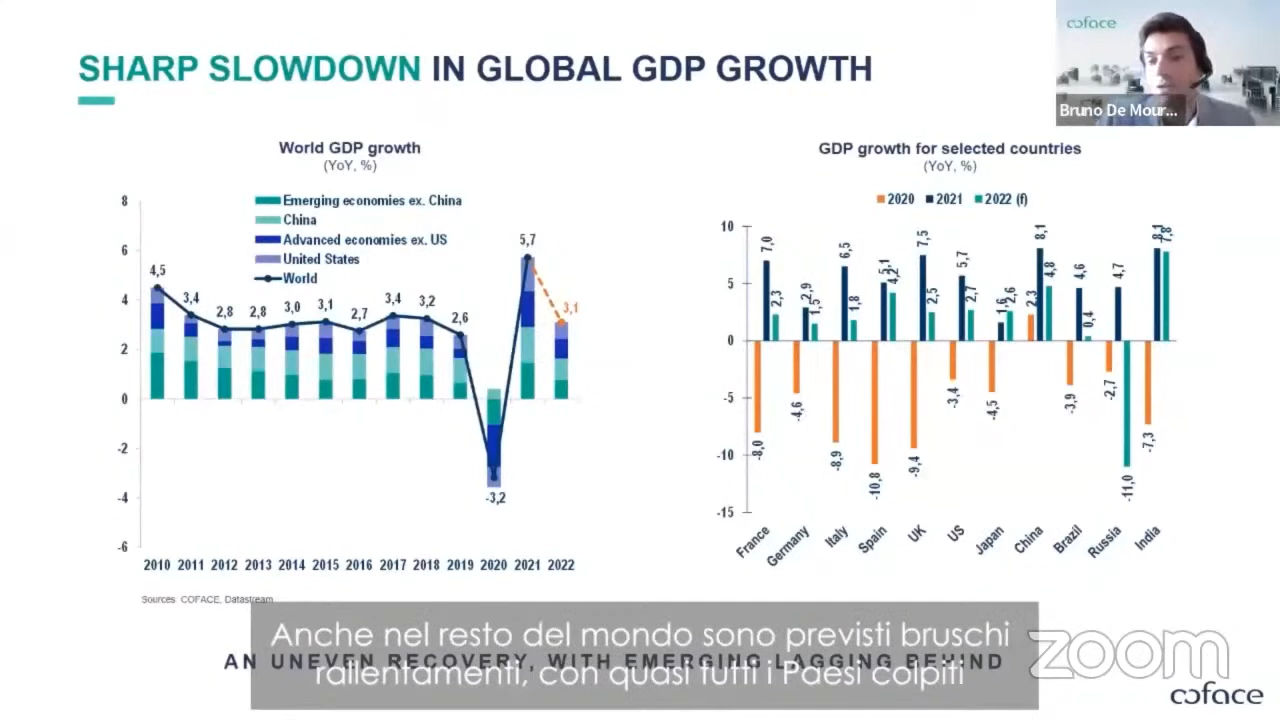 coface
Bruno De Mour...
SHARP SLOWDOWN IN GLOBAL GDP GROWTH
World GDP growth
(YoY, %)
Emerging economies ex. China
China
Advanced economies ex. US
United States
World
8
6
4
2
0
-2
-4
-6
4,5
3,4
2,8
2,8
3,0
3,1
2,7
3,4
3,2
2,6
-3,2
5,7
3,1
2010 2011 2012 2013 2014 2015 2016 2017 2018 2019 2020 2021 2022
Sources: COFACE, Datastream
GDP growth for selected countries
(YoY, %)
2020 2021 2022 (f)
10
5
0
-5
-10
-15
-8,0 7,0 2,3
-4,6 2,9 1,5
-8,9 6,5 1,8
-10,8 5,1 4,2
-9,4 7,5 2,5
-3,4 5,7 2,7
-4,5 1,6 2,6
2,3 8,1 4,8
-3,9 4,6 0,4
-2,7 4,7 -11,0
-7,3 8,1 7,8
France Germany Italy Spain UK US Japan China Brazil Russia India
Anche nel resto del mondo sono previsti bruschi
rallentamenti, con quasi tutti i Paesi colpiti
AN UNEVEN RECOVERY, WITH EMERGING LAGGING BEHIND
zoom
coface